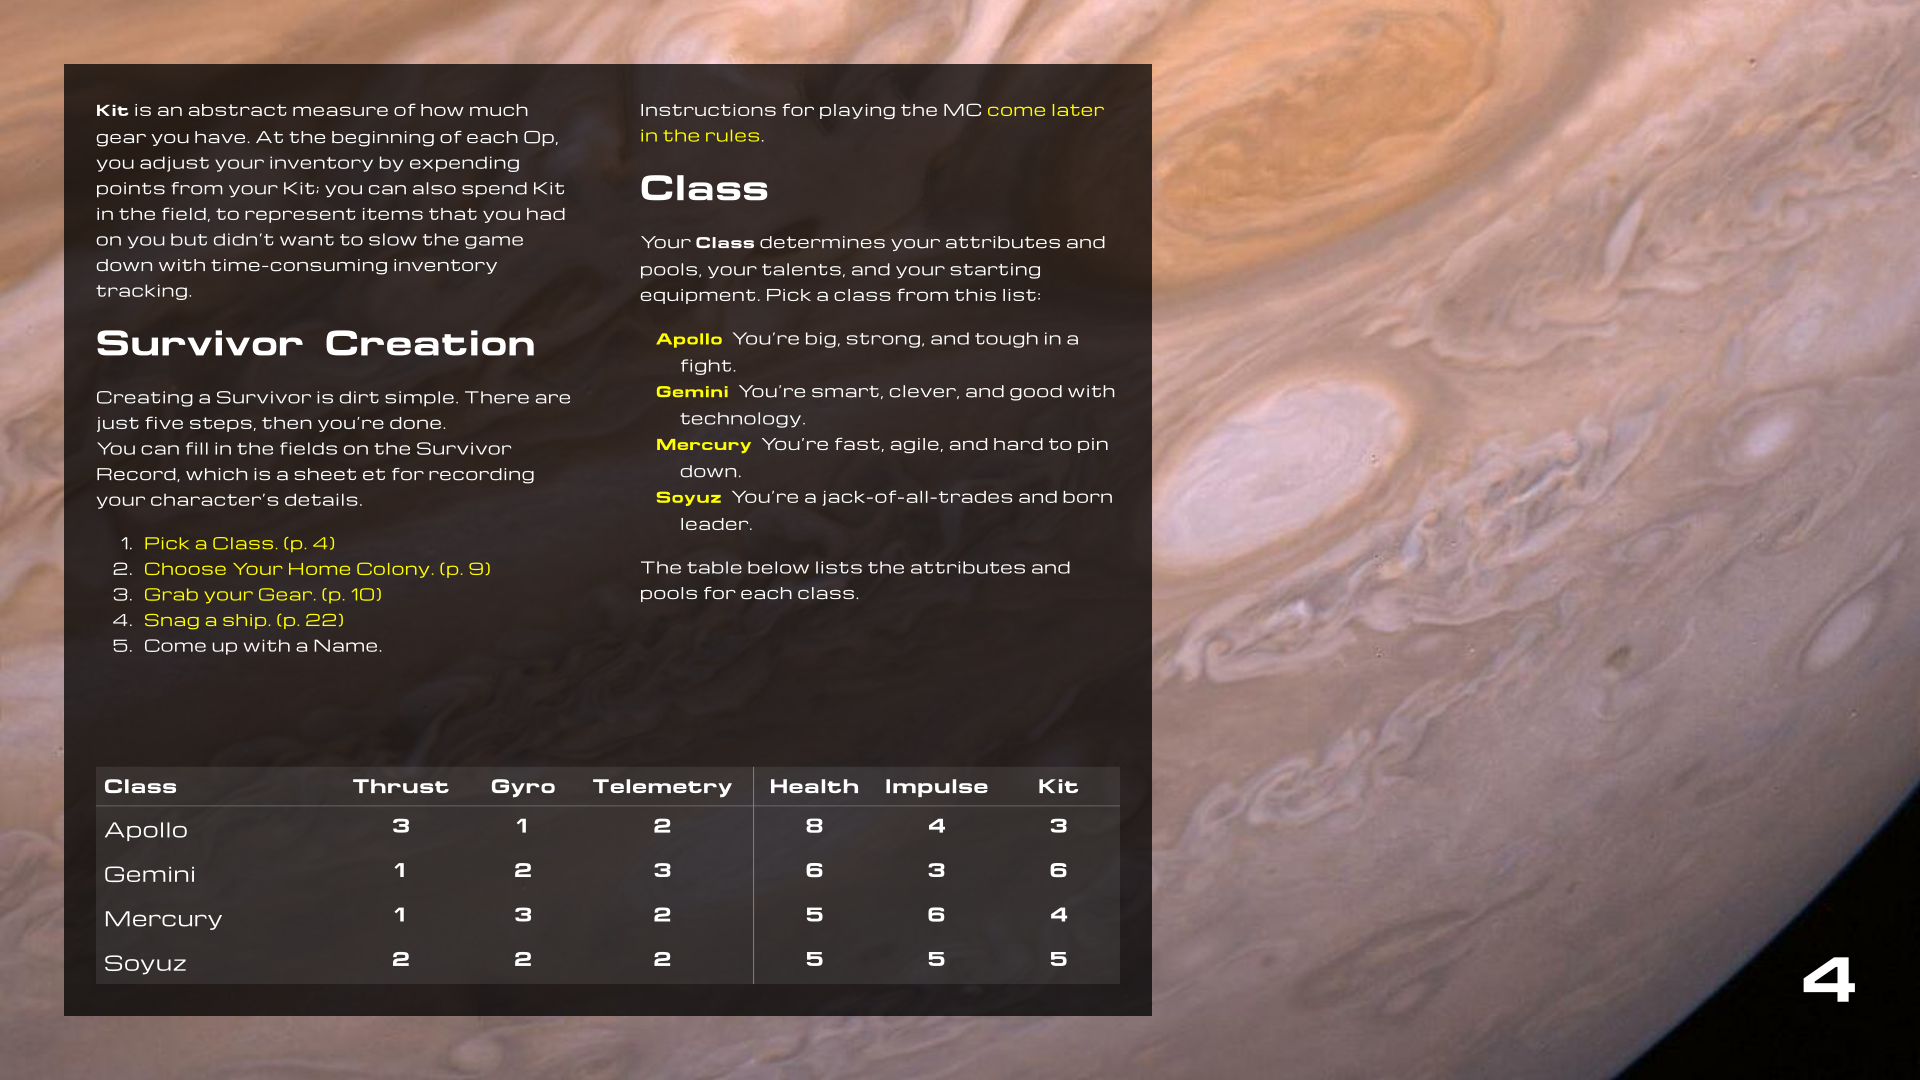 Kit is an abstract measure of how much
gear you have. At the beginning of each Op,
you adjust your inventory by expending
points from your Kit; you can also spend Kit
in the field, to represent items that you had
on you but didn't want to slow the game
down with time-consuming inventory
tracking.
Survivor Creation
Creating a Survivor is dirt simple. There are
just five steps, then you're done.
You can fill in the fields on the Survivor
Record, which is a sheet et for recording
your character's details.
1. Pick a Class. (p. 4)
2. Choose Your Home Colony. (p. 9)
3. Grab your Gear. (p. 10)
4. Snag a ship. (p. 22)
5. Come up with a Name.
Instructions for playing the MC come later
in the rules.
Class
Your Class determines your attributes and
pools, your talents, and your starting
equipment. Pick a class from this list:
Apollo You're big, strong, and tough in a
fight.
Gemini You're smart, clever, and good with
technology.
Mercury You're fast, agile, and hard to pin
down.
Soyuz You're a jack-of-all-trades and born
leader.
The table below lists the attributes and
pools for each class.
Class Thrust Gyro Telemetry Health Impulse Kit
Apollo 3 1 2 8 4 3
Gemini 1 2 3 6 3 6
Mercury 1 3 2 5 6 4
Soyuz 2 2 2 5 5 5
4